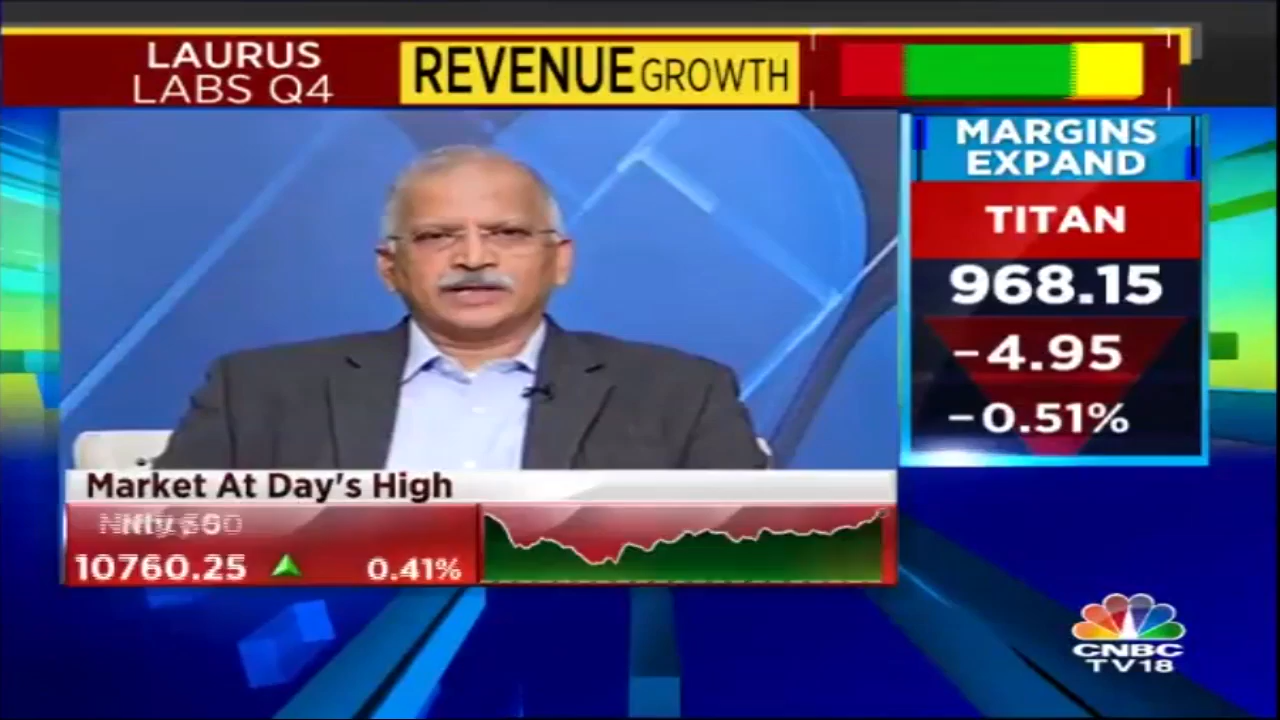 LAURUS
LABS Q4
REVENUE GROWTH
MARGINS
EXPAND
TITAN
968.15
-4.95
-0.51%
Market At Day's High
10760.25 0.41%
CNBC
TV18